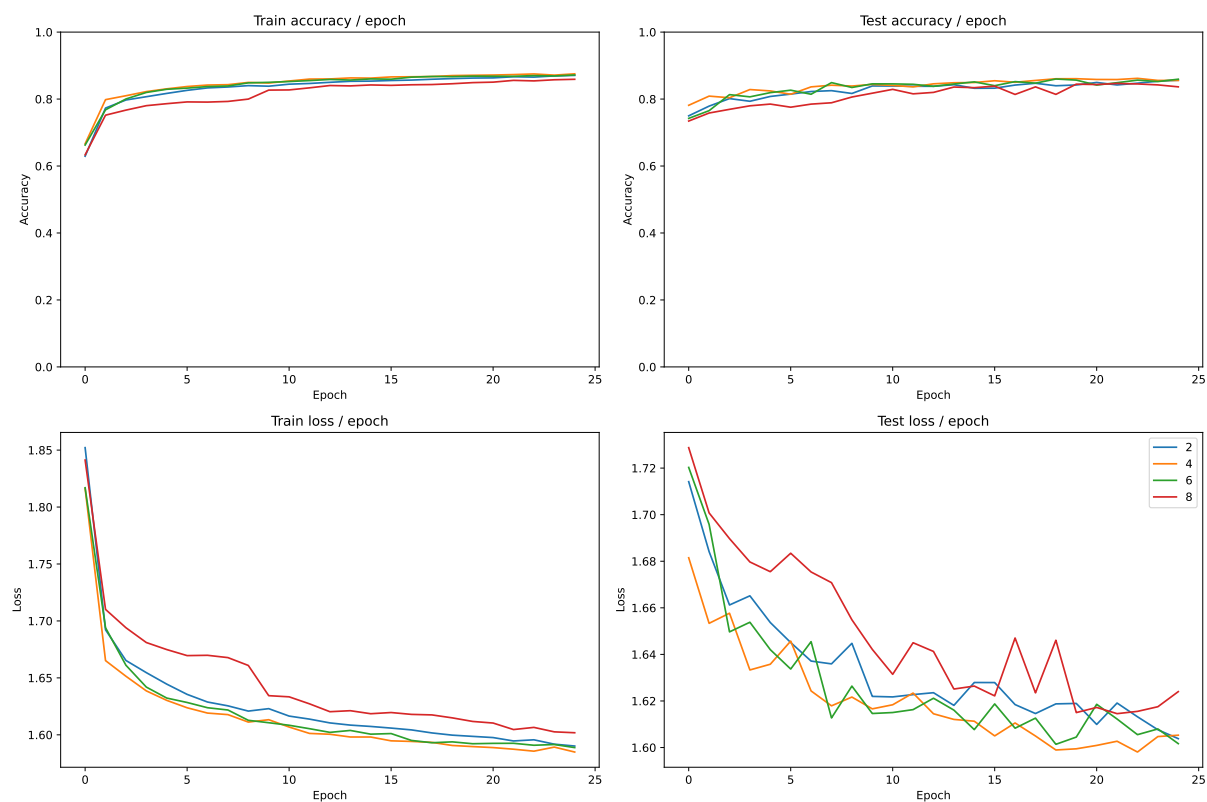 Train accuracy / epoch
1.0
0.8
0.6
0.4
0.2
0.0
Accuracy
0 5 10 15 20 25
Epoch
Test accuracy / epoch
1.0
0.8
0.6
0.4
0.2
0.0
Accuracy
0 5 10 15 20 25
Epoch
Train loss / epoch
1.85
1.80
1.75
1.70
1.65
1.60
Loss
0 5 10 15 20 25
Epoch
Test loss / epoch
1.72
1.70
1.68
1.66
1.64
1.62
1.60
Loss
2
4
6
8
0 5 10 15 20 25
Epoch